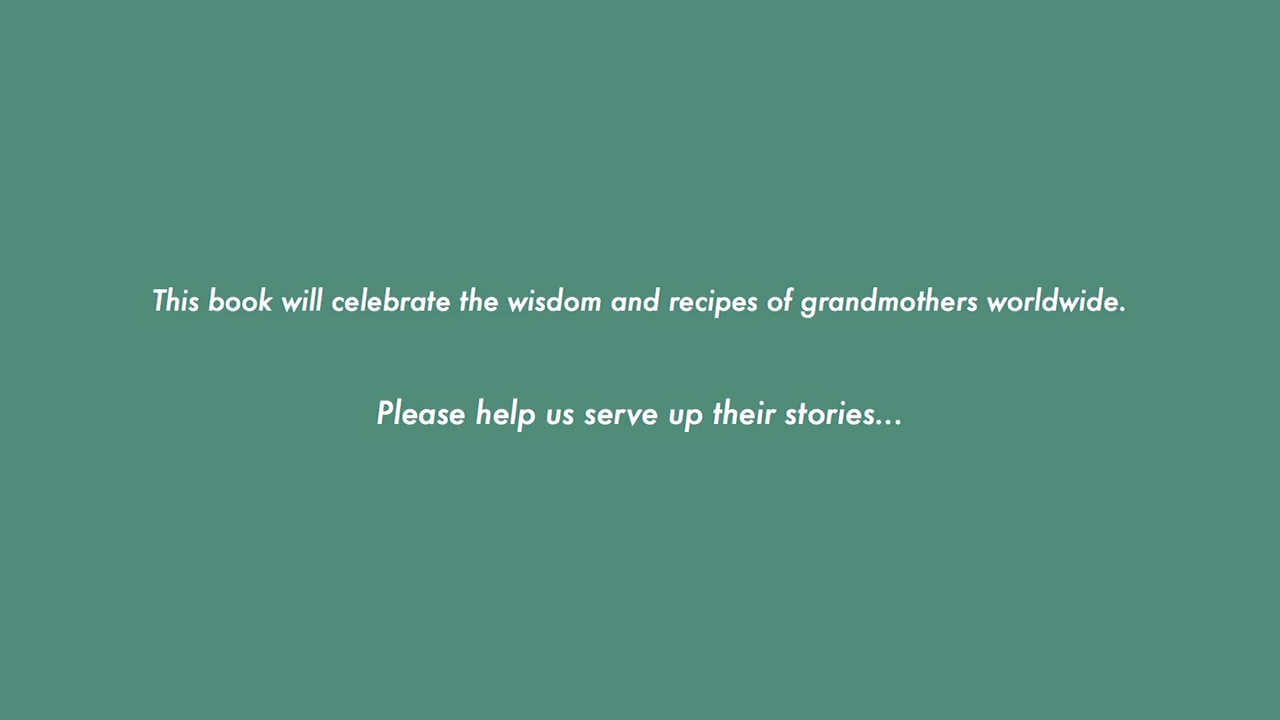 This book will celebrate the wisdom and recipes of grandmothers worldwide.
Please help us serve up their stories...